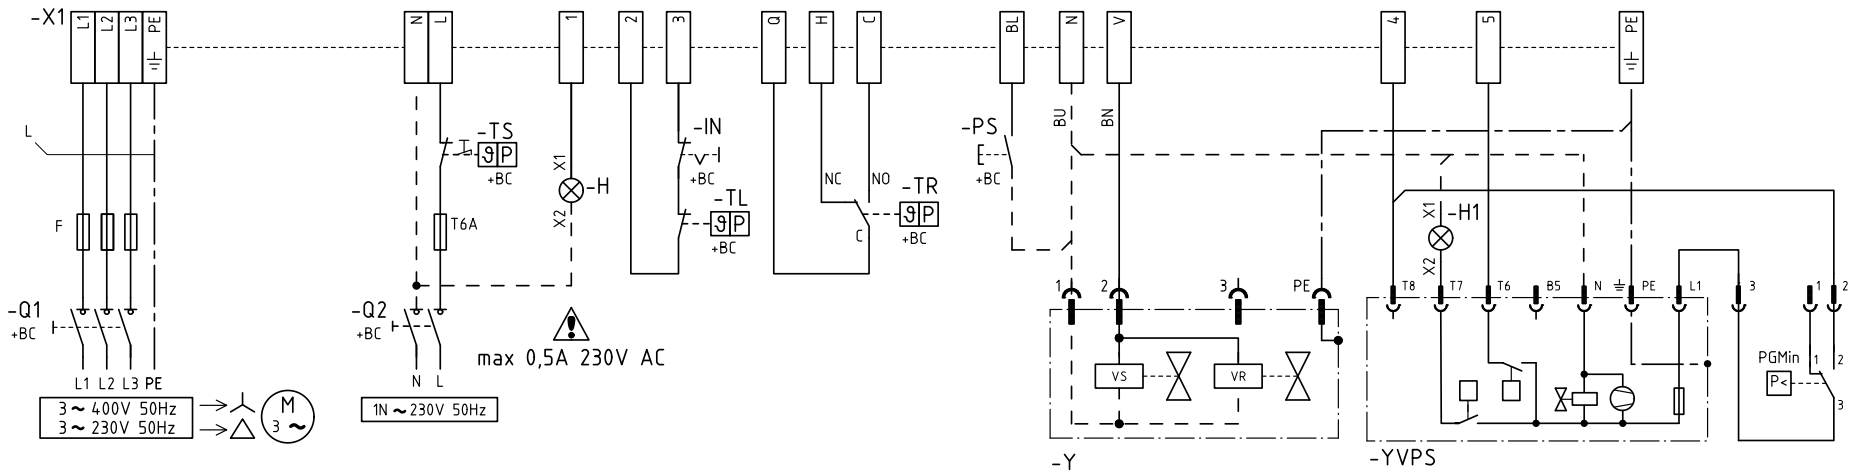 -X1 L1 L2 L3 PE N L 1 2 3 Q H C BL N V 4 5 PE
BU BN
L -TS ϑ P +BC
-IN +BC
-PS +BC
X1 -H X2
NC NO -TR ϑ P +BC C
-TL ϑ P +BC
F T6A
X1 -H1 X2
1 2 3 PE T8 T7 T6 B5 N PE L1 3 1 2
-Q1 +BC
-Q2 +BC
max 0,5A 230V AC
VS VR
PGMin P< 1 2 3
L1 L2 L3 PE
N L
3 ~ 400V 50Hz
3 ~ 230V 50Hz
M 3 ~
1N ~ 230V 50Hz
-Y
-YVPS